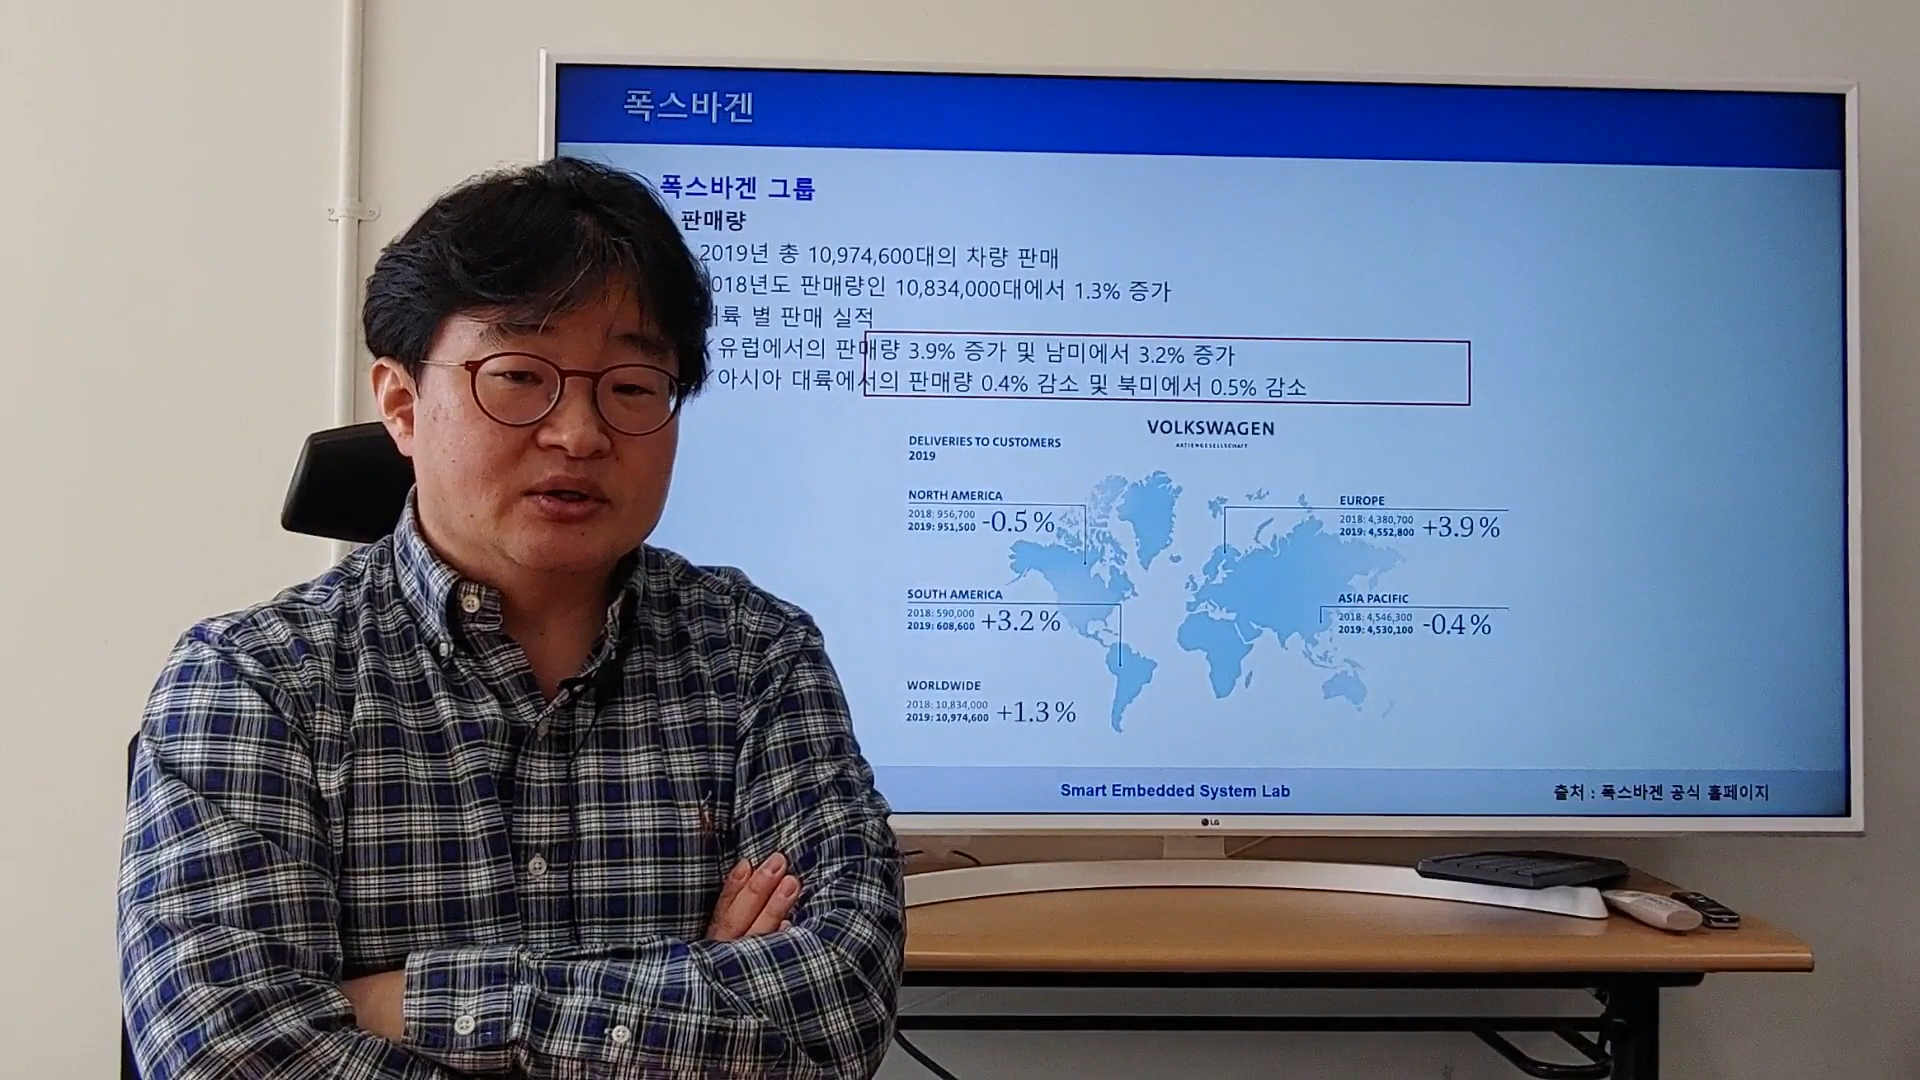 폭스바겐
폭스바겐 그룹
판매량
2019년 총 10,974,600대의 차량 판매
018년도 판매량인 10,834,000대에서 1.3% 증가
륙 별 판매 실적
유럽에서의 판매량 3.9% 증가 및 남미에서 3.2% 증가
아시아 대륙에서의 판매량 0.4% 감소 및 북미에서 0.5% 감소
VOLKSWAGEN
AKTIENGESELLSCHAFT
DELIVERIES TO CUSTOMERS
2019
NORTH AMERICA
2018: 956,700
2019: 951,500
-0.5%
EUROPE
2018: 4,380,700
2019: 4,552,800
+3.9%
SOUTH AMERICA
2018: 590,000
2019: 608,600
+3.2%
ASIA PACIFIC
2018: 4,546,300
2019: 4,530,100
-0.4%
WORLDWIDE
2018: 10,834,000
2019: 10,974,600
+1.3%
Smart Embedded System Lab
출처 : 폭스바겐 공식 홈페이지
LG